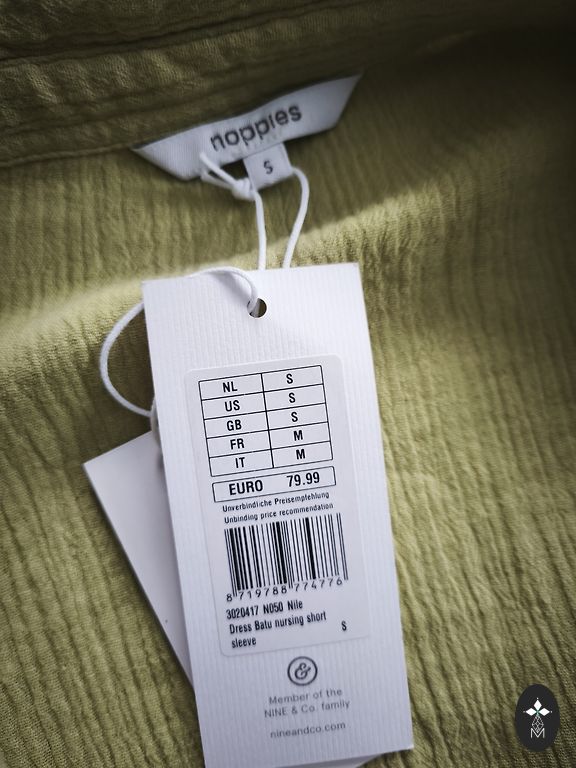 noppies
S
NL S
US S
GB S
FR M
IT M
EURO 79.99
Unverbindliche Preisempfehlung
Unbinding price recommendation
8 719788 774776
3020417 N050 Nile
Dress Batu nursing short
sleeve S
&
Member of the
NINE & Co. family
nineandco.com
M